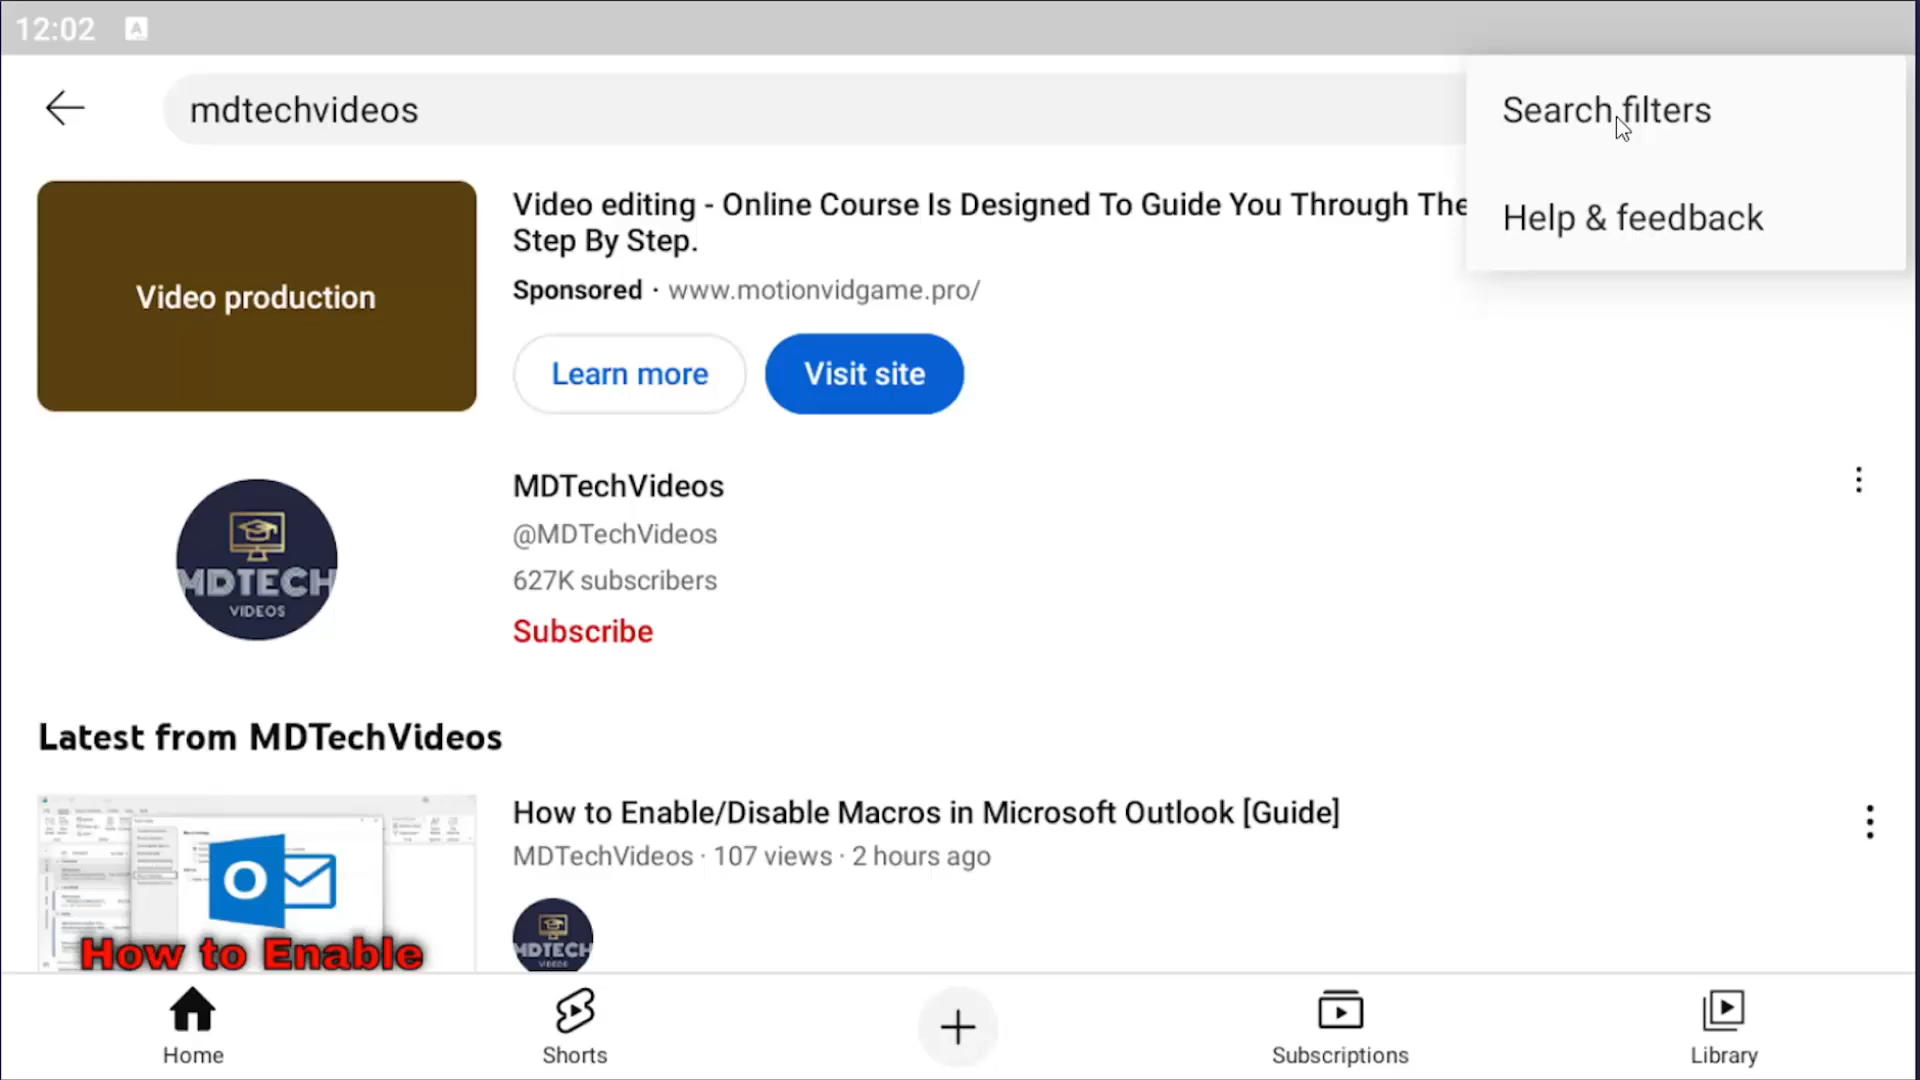 12:02
A
mdtechvideos
Search filters
Help & feedback
Video production
Video editing - Online Course Is Designed To Guide You Through The
Step By Step.
Sponsored · www.motionvidgame.pro/
Learn more
Visit site
MDTECH
VIDEOS
MDTechVideos
@MDTechVideos
627K subscribers
Subscribe
Latest from MDTechVideos
How to Enable
How to Enable/Disable Macros in Microsoft Outlook [Guide]
MDTechVideos · 107 views · 2 hours ago
MDTECH
VIDEOS
Home
Shorts
Subscriptions
Library